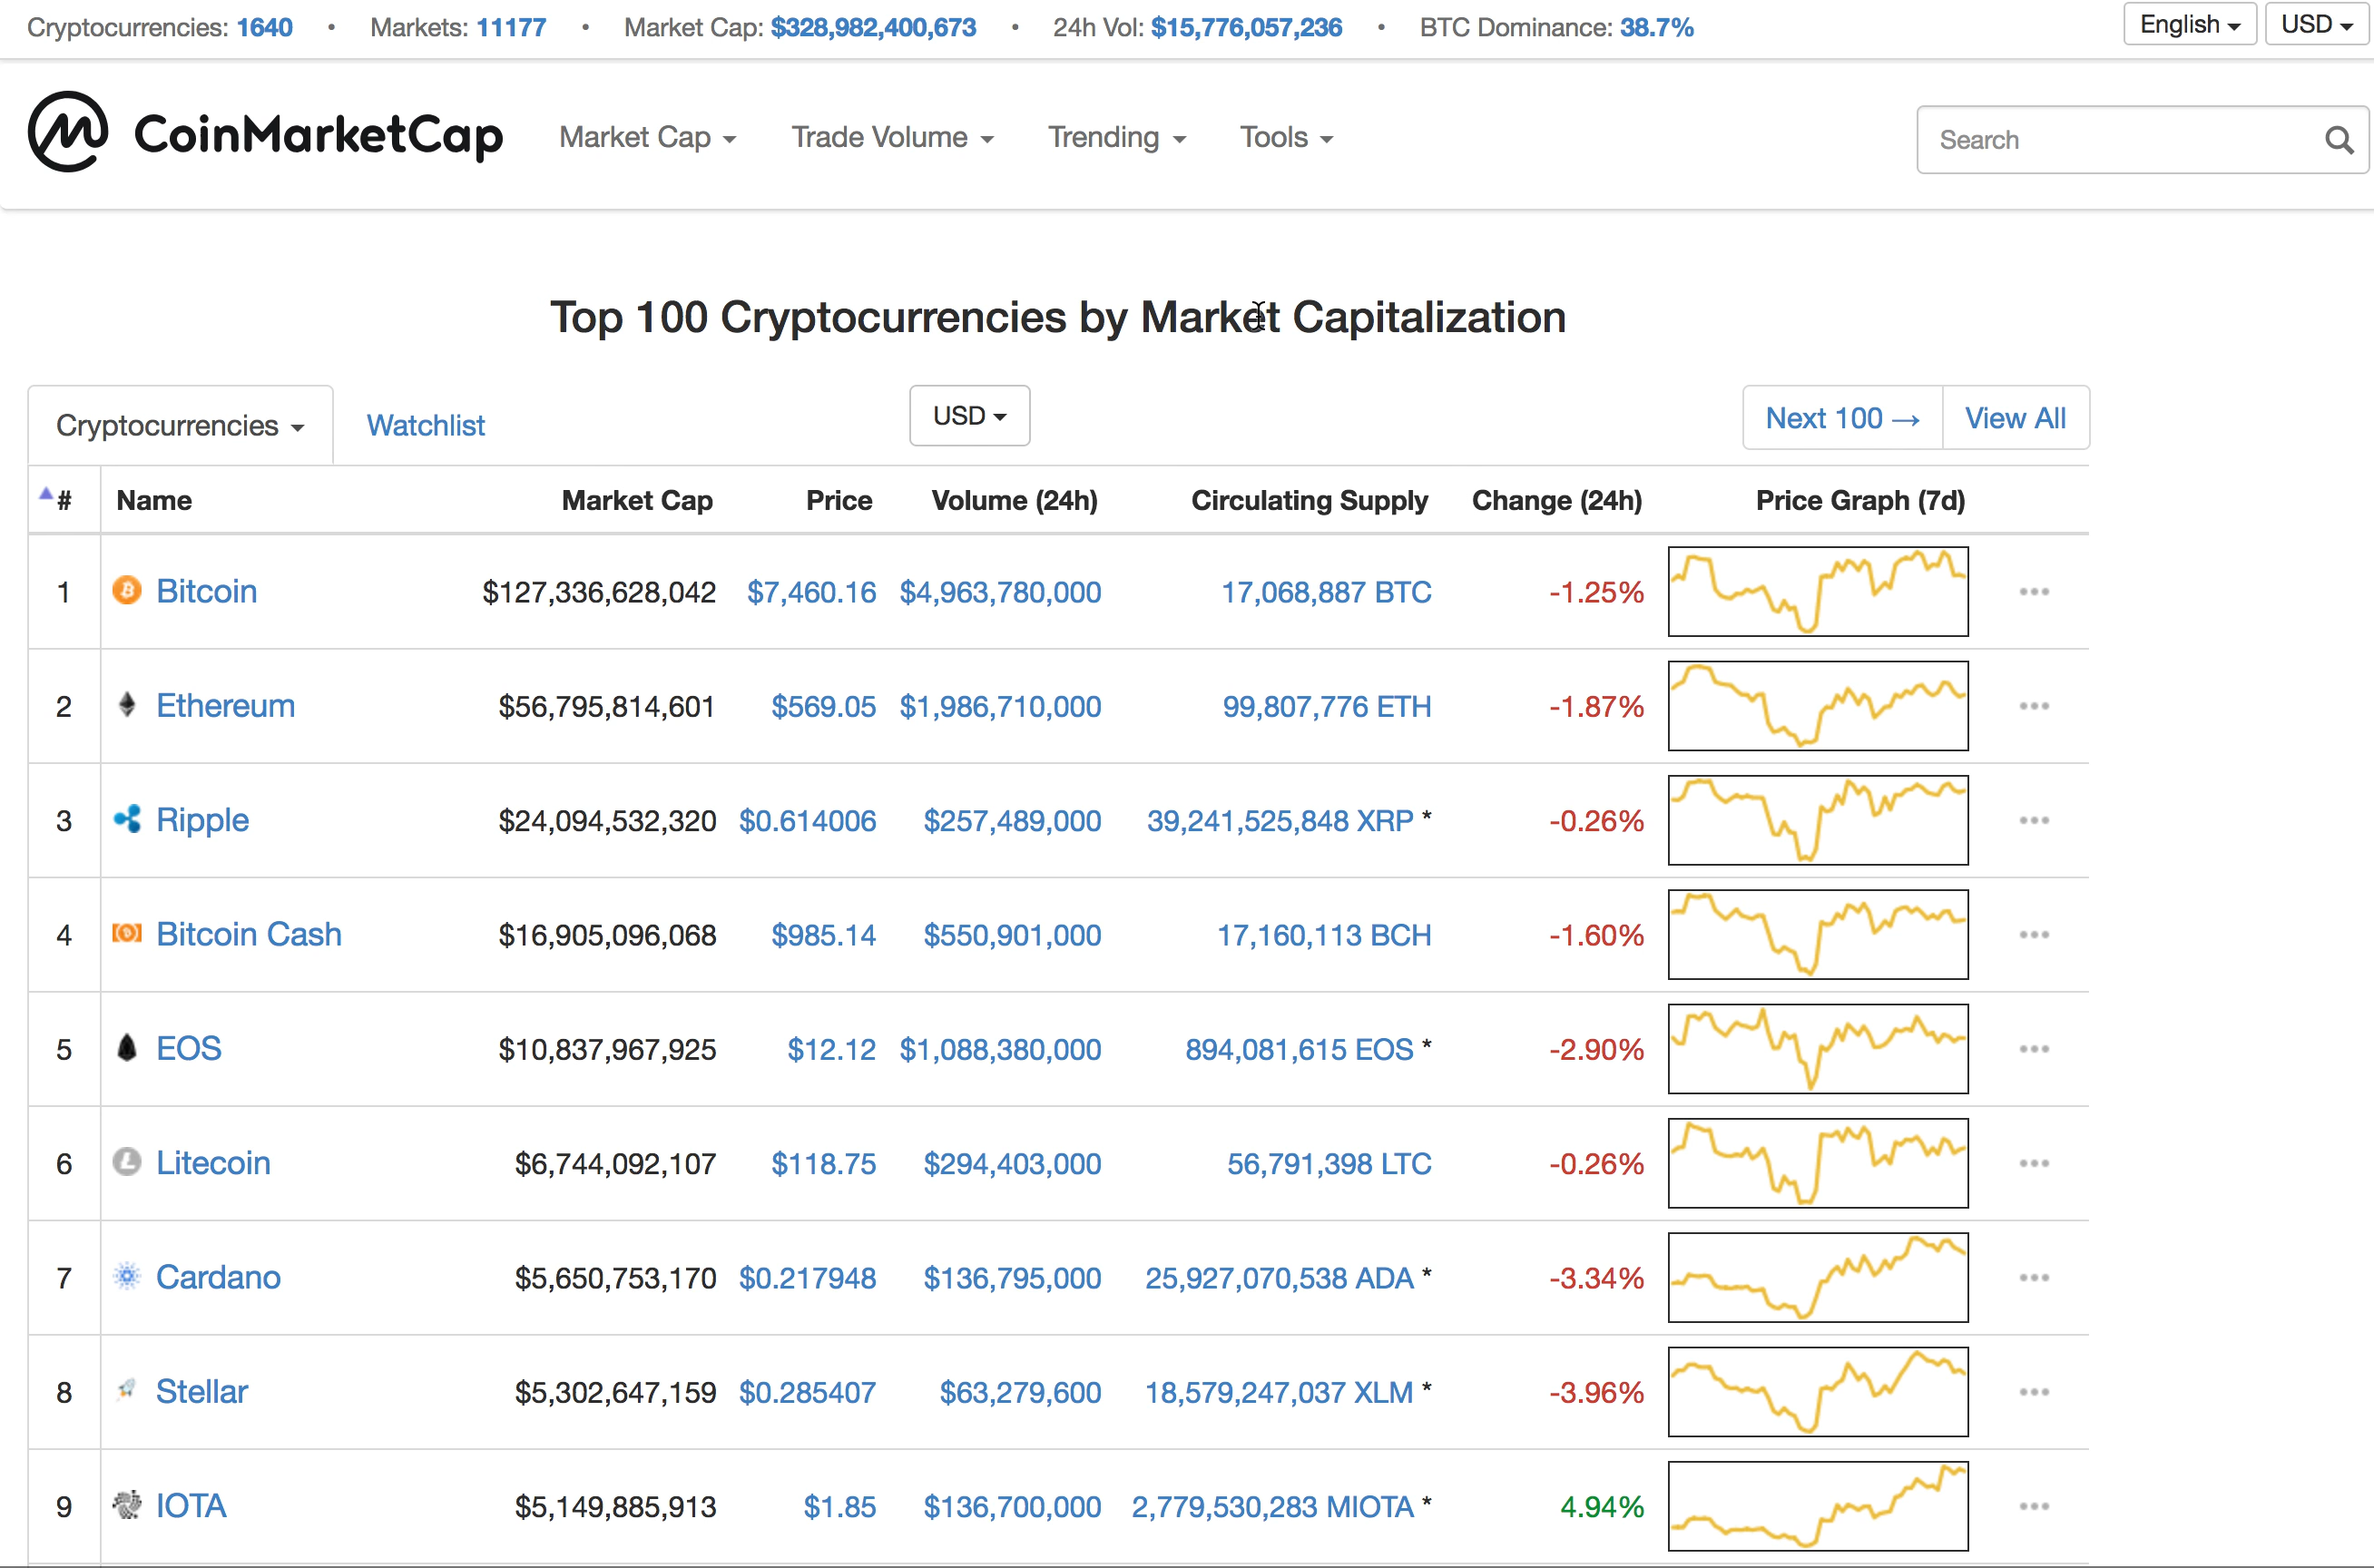 Cryptocurrencies: 1640 • Markets: 11177 • Market Cap: $328,982,400,673 • 24h Vol: $15,776,057,236 • BTC Dominance: 38.7% English USD
CoinMarketCap Market Cap Trade Volume Trending Tools Search
Top 100 Cryptocurrencies by Market Capitalization
Cryptocurrencies Watchlist USD Next 100 → View All
# Name Market Cap Price Volume (24h) Circulating Supply Change (24h) Price Graph (7d)
1 Bitcoin $127,336,628,042 $7,460.16 $4,963,780,000 17,068,887 BTC -1.25%
2 Ethereum $56,795,814,601 $569.05 $1,986,710,000 99,807,776 ETH -1.87%
3 Ripple $24,094,532,320 $0.614006 $257,489,000 39,241,525,848 XRP * -0.26%
4 Bitcoin Cash $16,905,096,068 $985.14 $550,901,000 17,160,113 BCH -1.60%
5 EOS $10,837,967,925 $12.12 $1,088,380,000 894,081,615 EOS * -2.90%
6 Litecoin $6,744,092,107 $118.75 $294,403,000 56,791,398 LTC -0.26%
7 Cardano $5,650,753,170 $0.217948 $136,795,000 25,927,070,538 ADA * -3.34%
8 Stellar $5,302,647,159 $0.285407 $63,279,600 18,579,247,037 XLM * -3.96%
9 IOTA $5,149,885,913 $1.85 $136,700,000 2,779,530,283 MIOTA * 4.94%